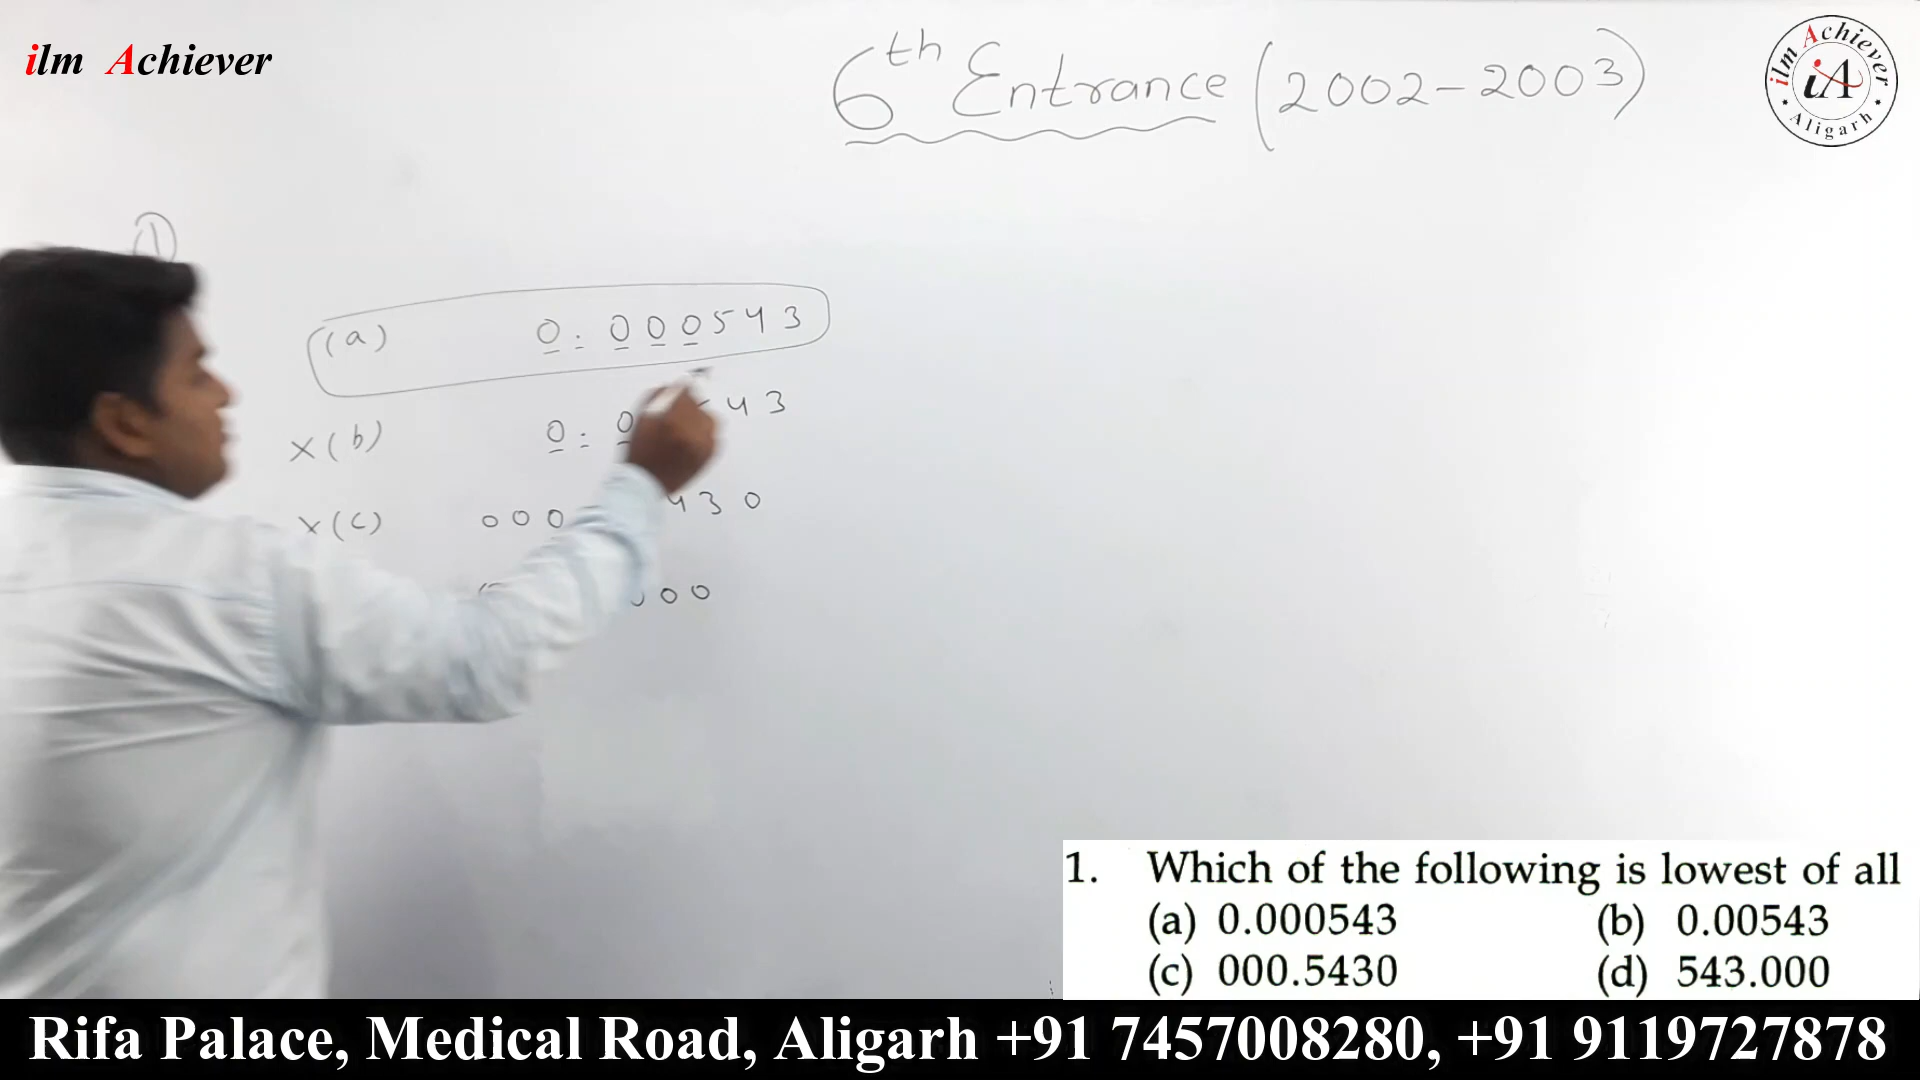 ilm Achiever
6th Entrance (2002-2003)
ilm Achiever
iA
Aligarh
①
(a) 0.000543
x (b) 0.0 43
x (c) 000 430
00
1. Which of the following is lowest of all
(a) 0.000543 (b) 0.00543
(c) 000.5430 (d) 543.000
Rifa Palace, Medical Road, Aligarh +91 7457008280, +91 9119727878